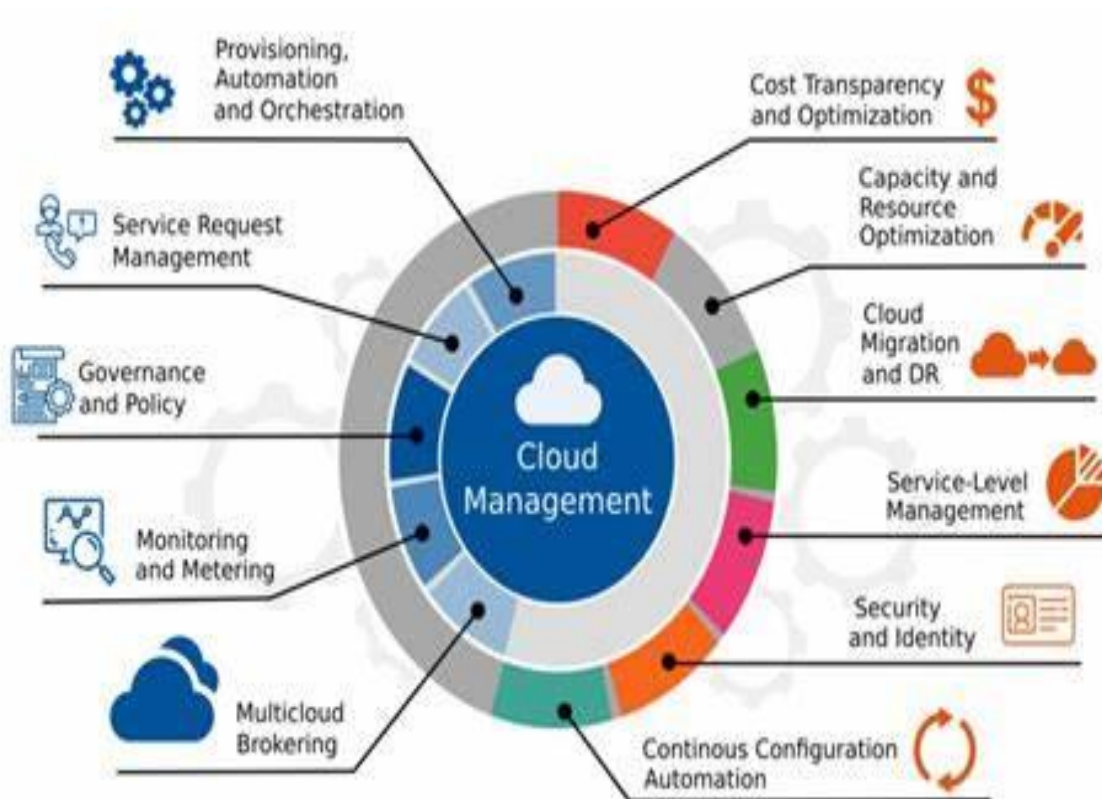 Provisioning,
Automation
and Orchestration
Service Request
Management
Governance
and Policy
Monitoring
and Metering
Multicloud
Brokering
Cloud
Management
Cost Transparency
and Optimization
$
Capacity and
Resource
Optimization
Cloud
Migration
and DR
Service-Level
Management
Security
and Identity
Continous Configuration
Automation